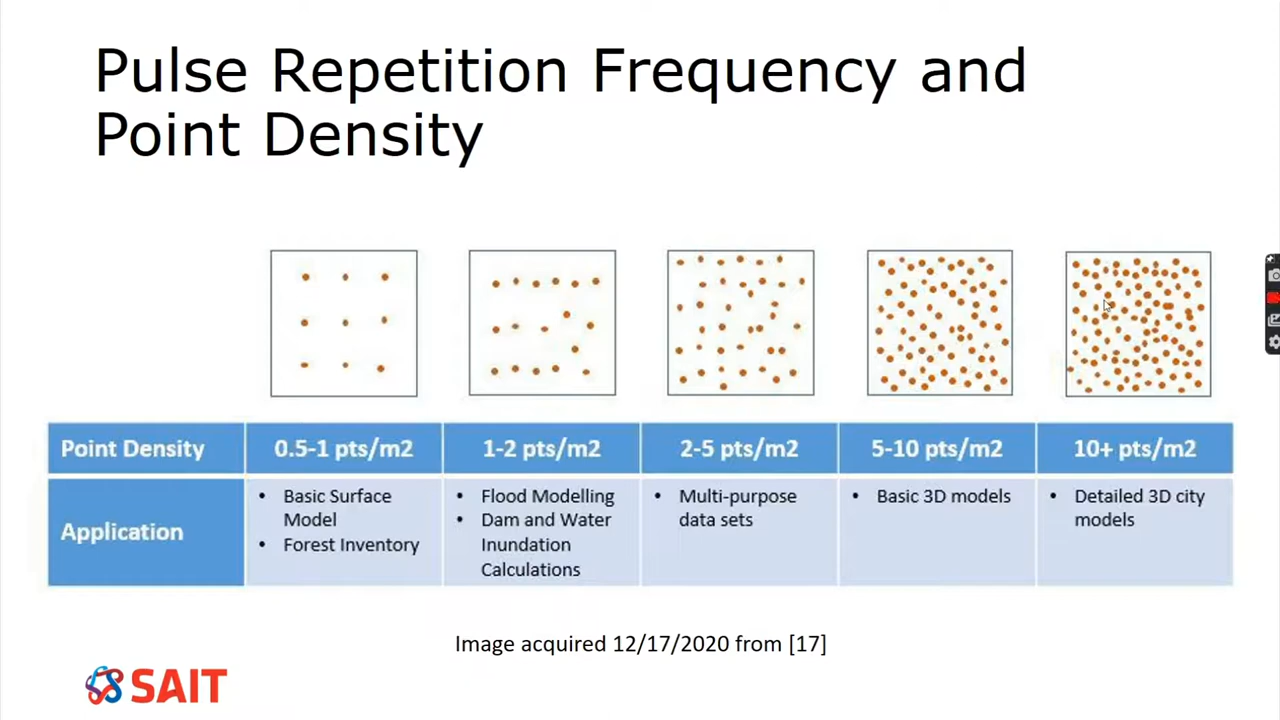 Pulse Repetition Frequency and
Point Density
Point Density
0.5-1 pts/m2
1-2 pts/m2
2-5 pts/m2
5-10 pts/m2
10+ pts/m2
Application
• Basic Surface
Model
• Forest Inventory
• Flood Modelling
• Dam and Water
Inundation
Calculations
• Multi-purpose
data sets
• Basic 3D models
• Detailed 3D city
models
Image acquired 12/17/2020 from [17]
SAIT